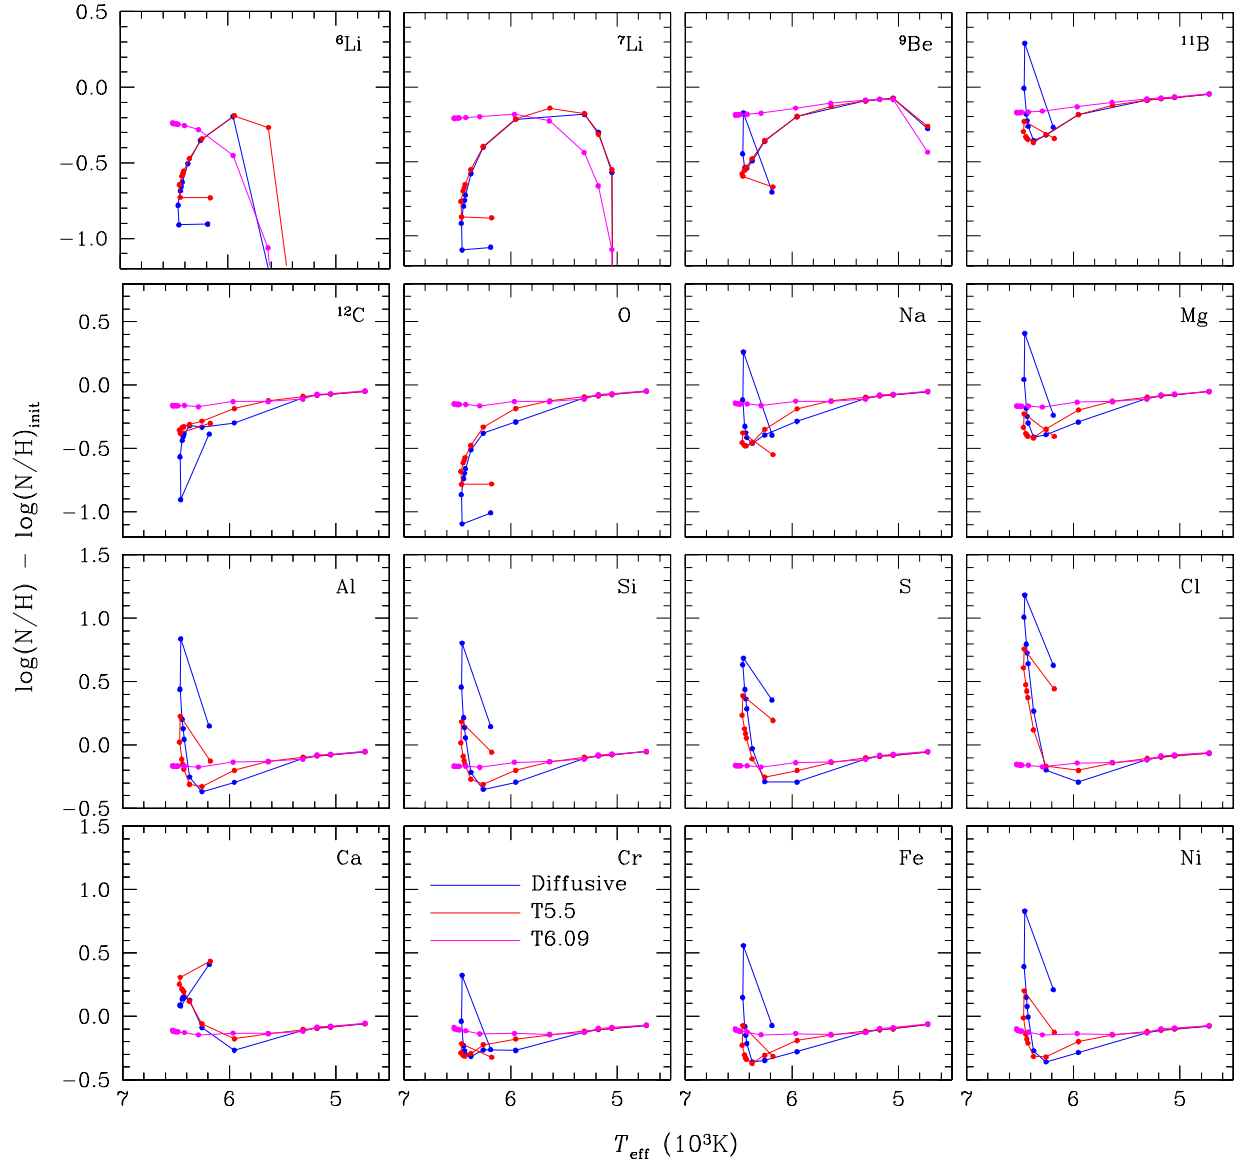 ⁶Li
⁷Li
⁹Be
¹¹B
0.5
0.0
−0.5
−1.0
¹²C
O
Na
Mg
0.5
0.0
−0.5
−1.0
Al
Si
S
Cl
1.5
1.0
0.5
0.0
−0.5
Ca
Cr
Fe
Ni
Diffusive
T5.5
T6.09
1.5
1.0
0.5
0.0
−0.5
7 6 5 7 6 5 7 6 5 7 6 5
log(N/H) − log(N/H)init
Teff (10³K)